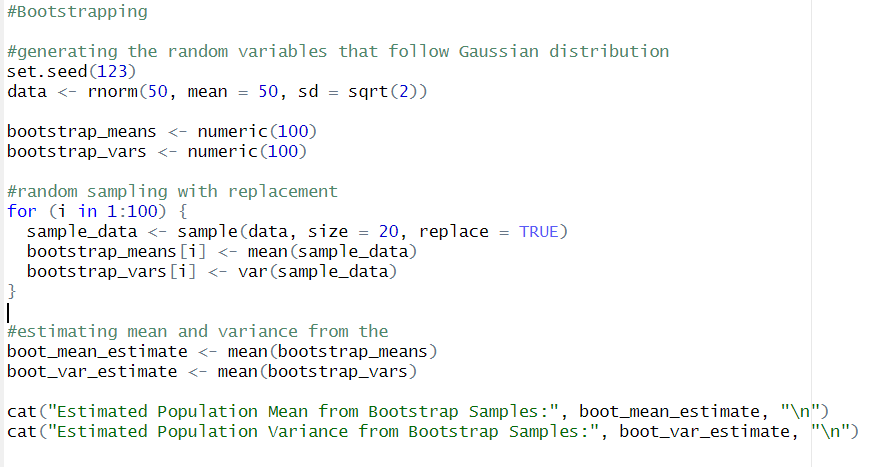 #Bootstrapping
#generating the random variables that follow Gaussian distribution
set.seed(123)
data <- rnorm(50, mean = 50, sd = sqrt(2))
bootstrap_means <- numeric(100)
bootstrap_vars <- numeric(100)
#random sampling with replacement
for (i in 1:100) {
  sample_data <- sample(data, size = 20, replace = TRUE)
  bootstrap_means[i] <- mean(sample_data)
  bootstrap_vars[i] <- var(sample_data)
}
#estimating mean and variance from the
boot_mean_estimate <- mean(bootstrap_means)
boot_var_estimate <- mean(bootstrap_vars)
cat("Estimated Population Mean from Bootstrap Samples:", boot_mean_estimate, "\n")
cat("Estimated Population Variance from Bootstrap Samples:", boot_var_estimate, "\n")